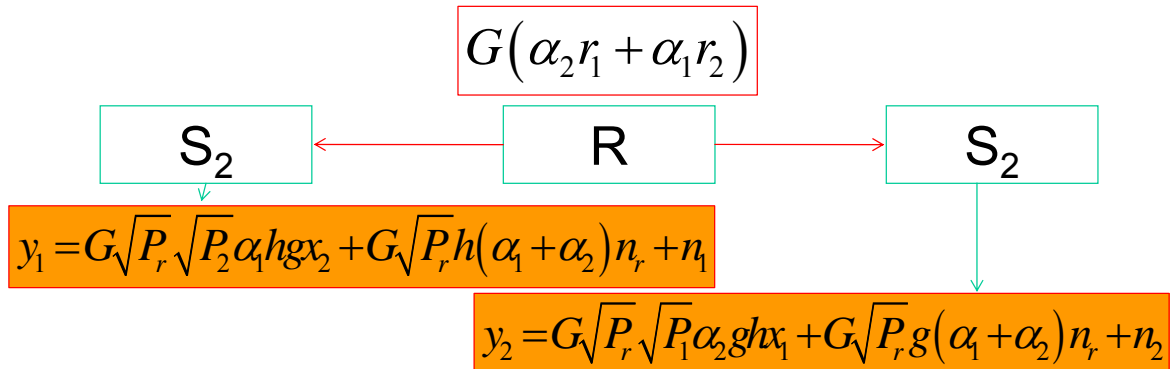 G(α₂r₁ + α₁r₂)
S₂ R S₂
y₁ = G√P_r √P₂ α₁hgx₂ + G√P_r h(α₁ + α₂)n_r + n₁
y₂ = G√P_r √P₁ α₂ghx₁ + G√P_r g(α₁ + α₂)n_r + n₂